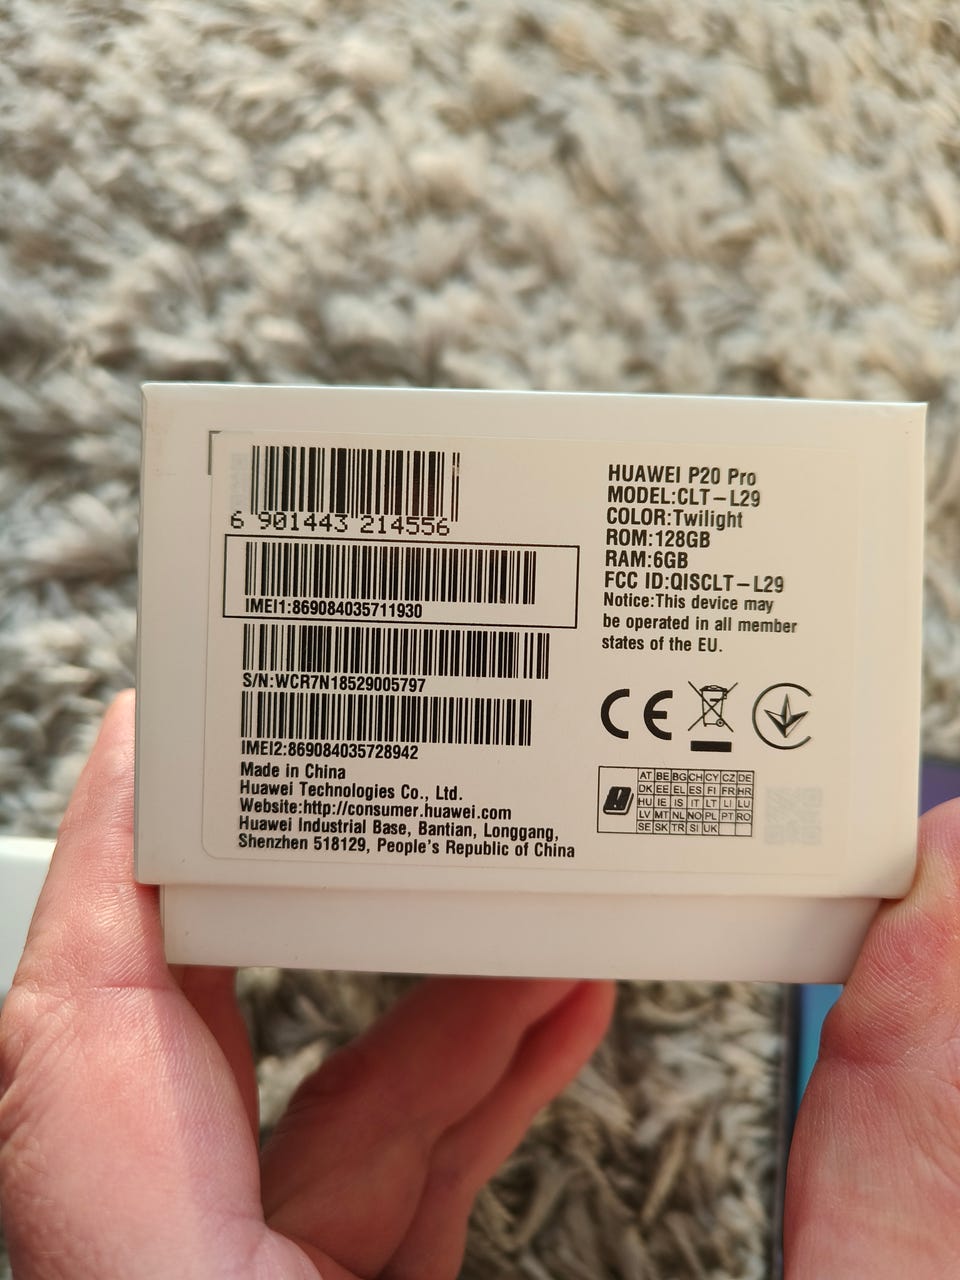 6 901443 214556
IMEI1:869084035711930
S/N:WCR7N18529005797
IMEI2:869084035728942
Made in China
Huawei Technologies Co., Ltd.
Website:http://consumer.huawei.com
Huawei Industrial Base, Bantian, Longgang,
Shenzhen 518129, People's Republic of China
HUAWEI P20 Pro
MODEL:CLT-L29
COLOR:Twilight
ROM:128GB
RAM:6GB
FCC ID:QISCLT-L29
Notice:This device may
be operated in all member
states of the EU.
CE
AT BE BG CH CY CZ DE
DK EE EL ES FI FR HR
HU IE IS IT LT LI LU
LV MT NL NO PL PT RO
SE SK TR SI UK